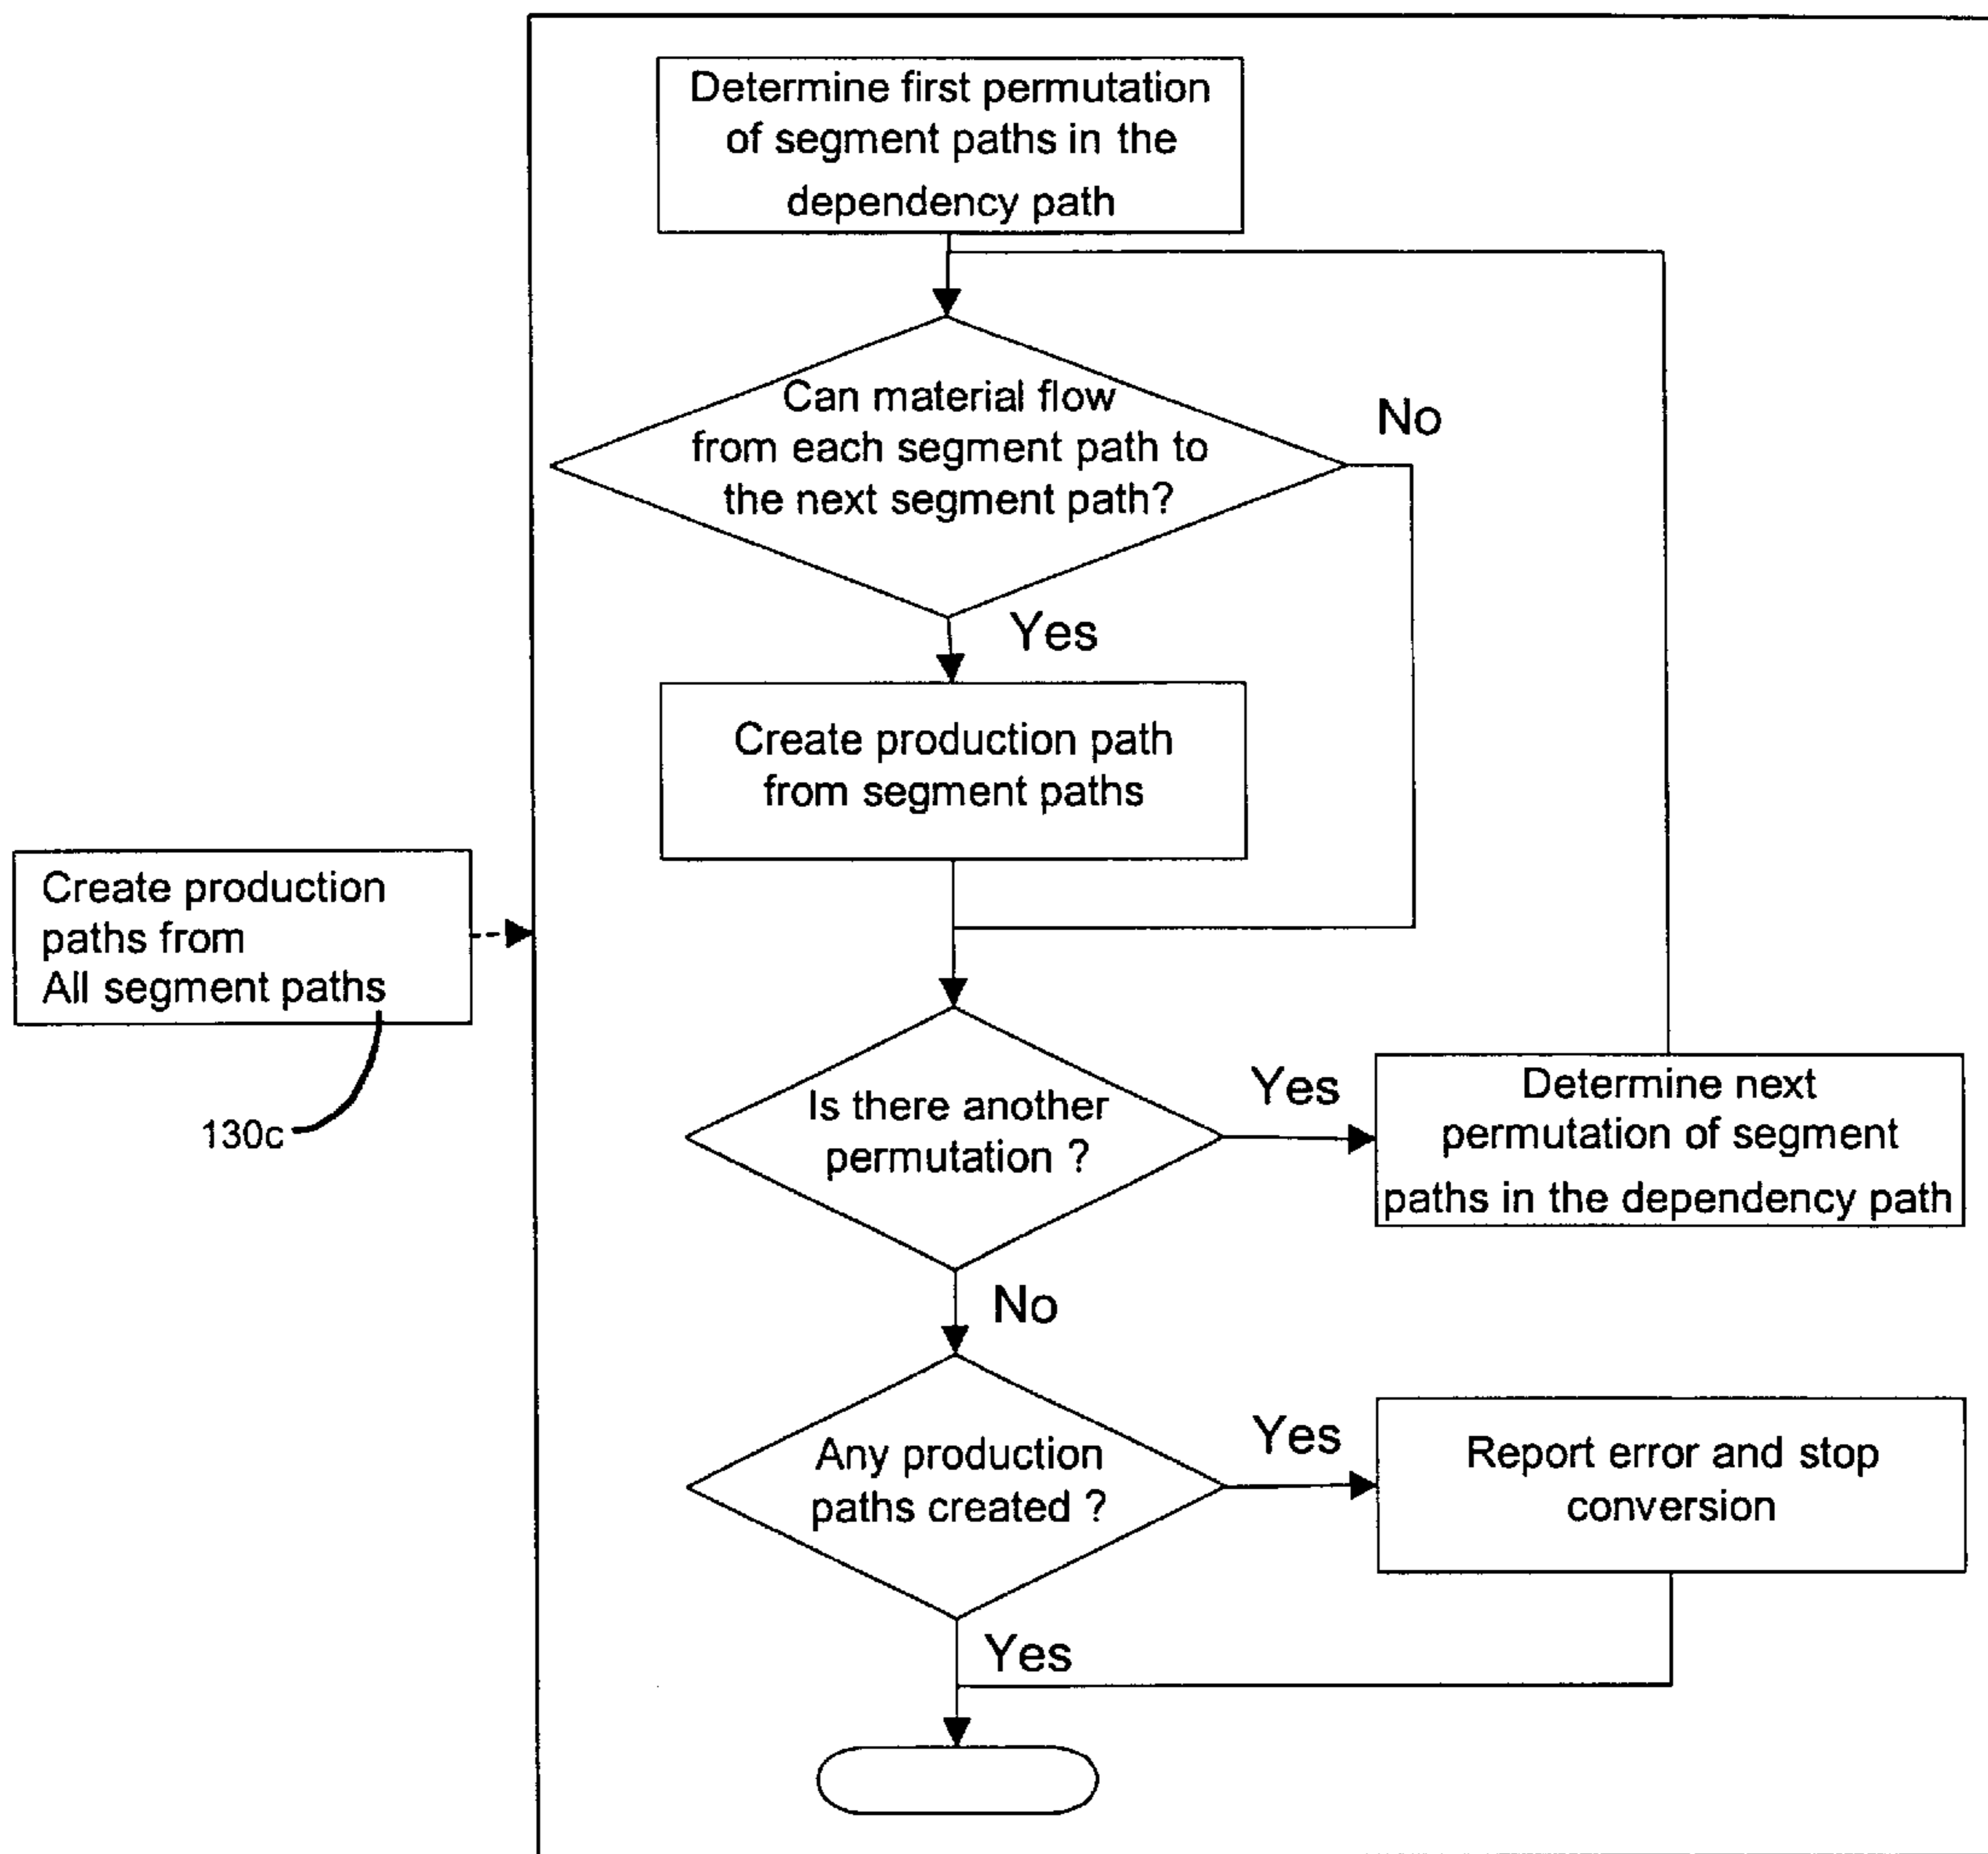 Determine first permutation
of segment paths in the
dependency path
Can material flow
from each segment path to
the next segment path?
No
Yes
Create production path
from segment paths
Create production
paths from
All segment paths
130c
Is there another
permutation ?
Yes
Determine next
permutation of segment
paths in the dependency path
No
Any production
paths created ?
Yes
Report error and stop
conversion
Yes